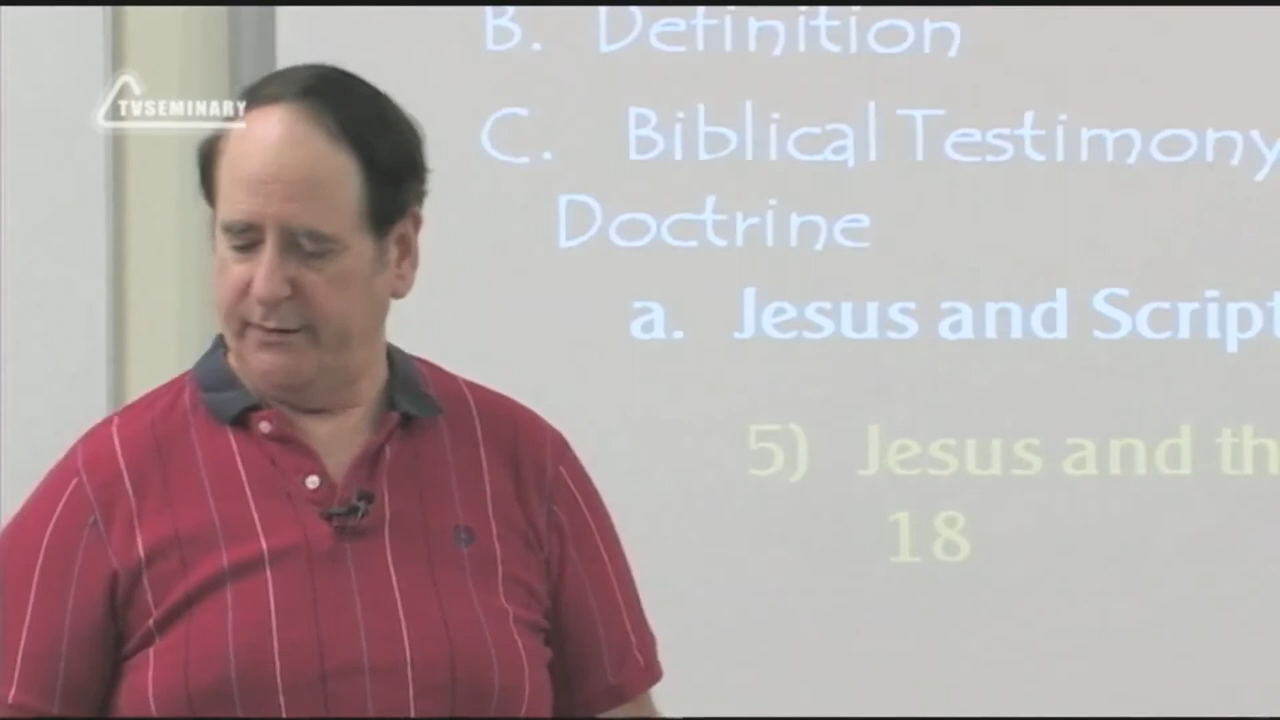 TVSEMINARY
B. Definition
C. Biblical Testimony
Doctrine
a. Jesus and Script
5) Jesus and th
18